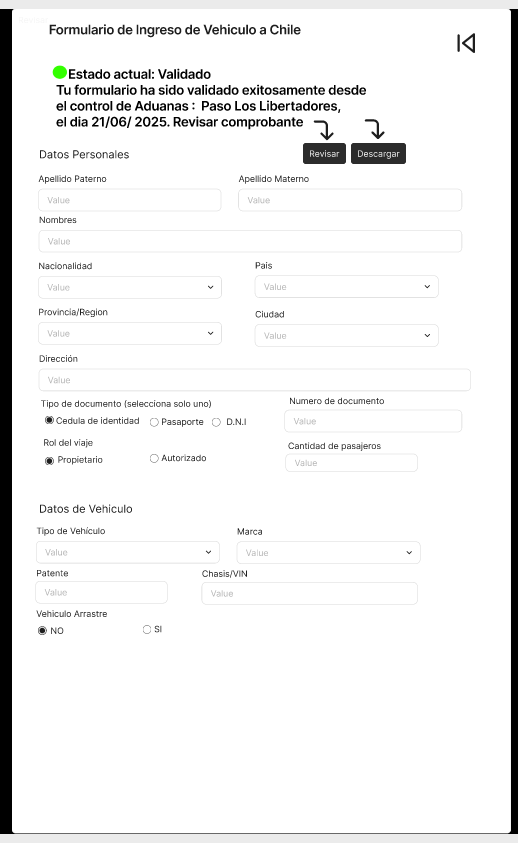 Formulario de Ingreso de Vehiculo a Chile
Estado actual: Validado
Tu formulario ha sido validado exitosamente desde
el control de Aduanas : Paso Los Libertadores,
el dia 21/06/ 2025. Revisar comprobante
Revisar Descargar
Datos Personales
Apellido Paterno Apellido Materno
Value Value
Nombres
Value
Nacionalidad País
Value Value
Provincia/Region Ciudad
Value Value
Dirección
Value
Tipo de documento (selecciona solo uno) Numero de documento
Cedula de identidad Pasaporte D.N.I Value
Rol del viaje Cantidad de pasajeros
Propietario Autorizado Value
Datos de Vehiculo
Tipo de Vehículo Marca
Value Value
Patente Chasis/VIN
Value Value
Vehiculo Arrastre
NO SI